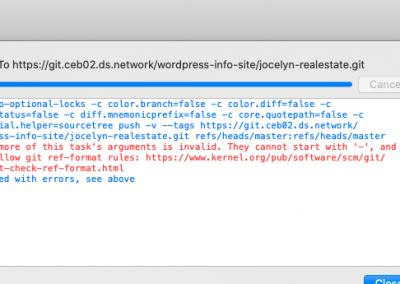 To https://git.ceb02.ds.network/wordpress-info-site/jocelyn-realestate.git
Cance
o-optional-locks -c color.branch=false -c color.diff=false -c
tatus=false -c diff.mnemonicprefix=false -c core.quotepath=false -c
ial.helper=sourcetree push -v --tags https://git.ceb02.ds.network/
ss-info-site/jocelyn-realestate.git refs/heads/master:refs/heads/master
more of this task's arguments is invalid. They cannot start with '-', and
llow git ref-format rules: https://www.kernel.org/pub/software/scm/git/
t-check-ref-format.html
ed with errors, see above
Close